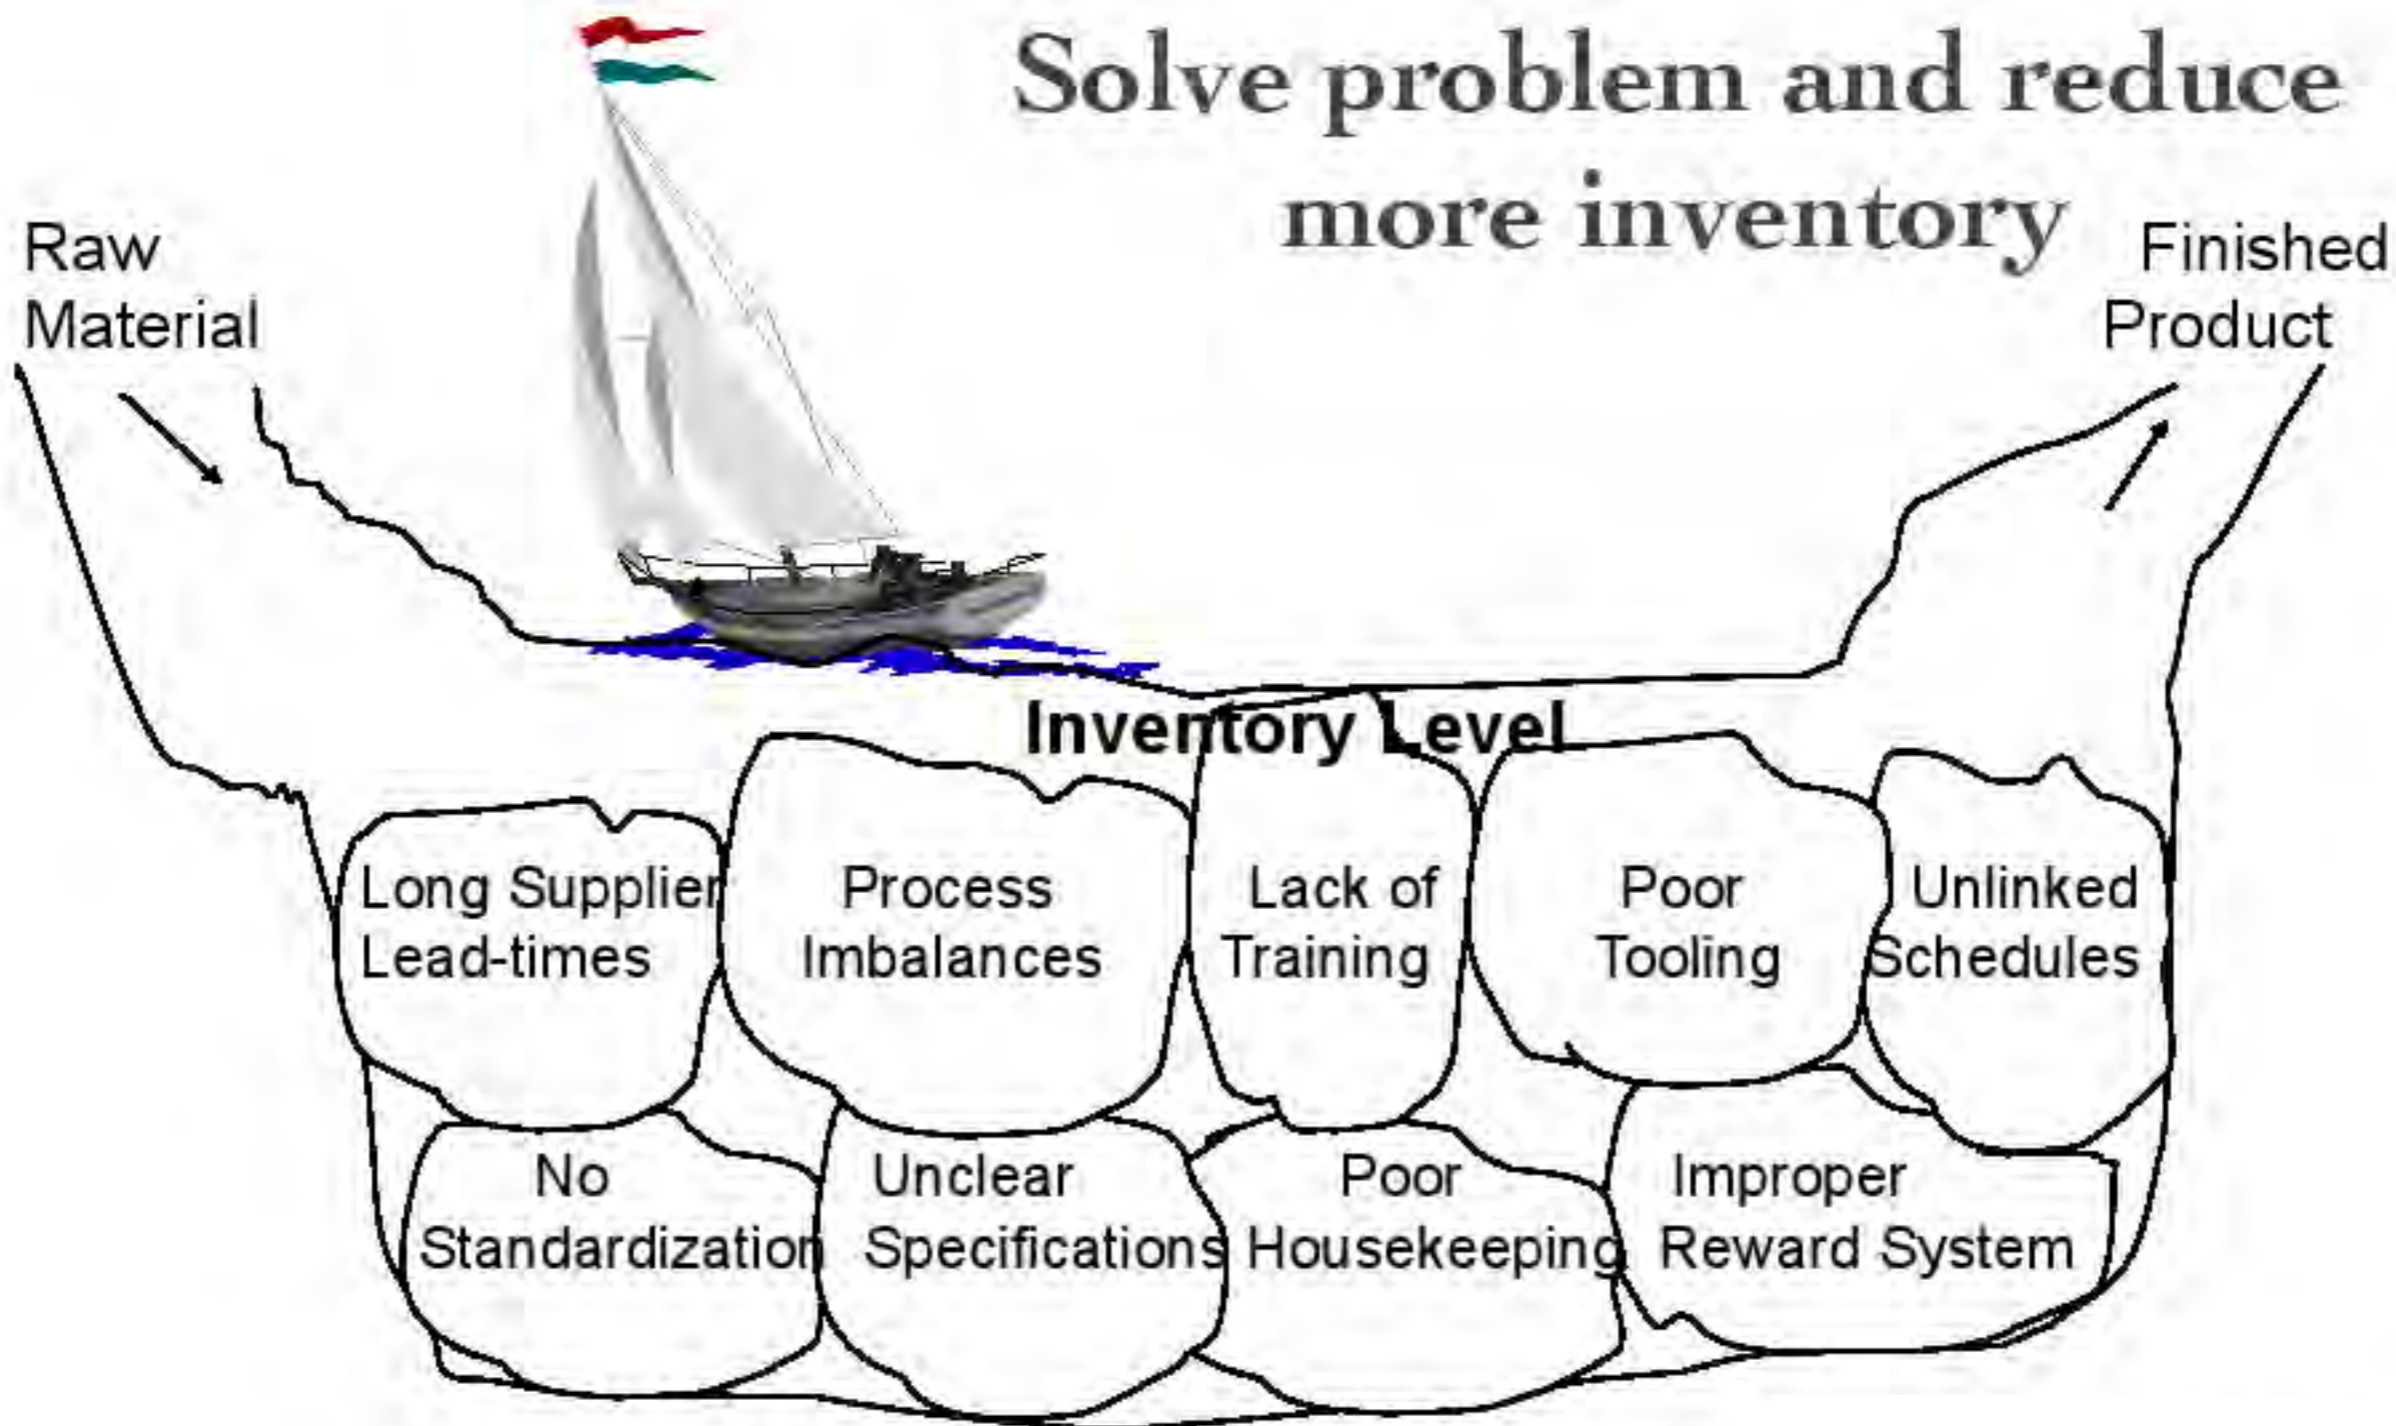 Solve problem and reduce
more inventory
Raw
Material
Finished
Product
Inventory Level
Long Supplier
Lead-times
Process
Imbalances
Lack of
Training
Poor
Tooling
Unlinked
Schedules
No
Standardization
Unclear
Specifications
Poor
Housekeeping
Improper
Reward System